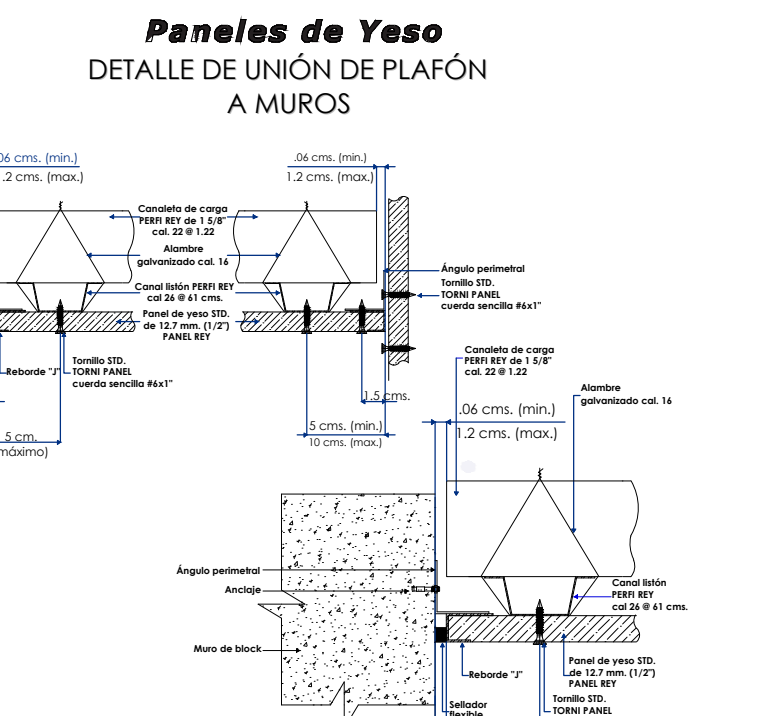 Paneles de Yeso
DETALLE DE UNIÓN DE PLAFÓN
A MUROS
06 cms. (min.)
.2 cms. (max.)
.06 cms. (min.)
1.2 cms. (max.)
Canaleta de carga
PERFI REY de 1 5/8"
cal. 22 @ 1.22
Alambre
galvanizado cal. 16
Canal listón PERFI REY
cal 26 @ 61 cms.
Panel de yeso STD.
de 12.7 mm. (1/2")
PANEL REY
Ángulo perimetral
Tornillo STD.
TORNI PANEL
cuerda sencilla #6x1"
Reborde "J"
Tornillo STD.
TORNI PANEL
cuerda sencilla #6x1"
1.5 cms.
5 cms. (min.)
10 cms. (max.)
5 cm.
máximo)
Canaleta de carga
PERFI REY de 1 5/8"
cal. 22 @ 1.22
Alambre
galvanizado cal. 16
.06 cms. (min.)
1.2 cms. (max.)
Ángulo perimetral
Anclaje
Muro de block
Canal listón
PERFI REY
cal 26 @ 61 cms.
Reborde "J"
Panel de yeso STD.
de 12.7 mm. (1/2")
PANEL REY
Sellador
flexible
Tornillo STD.
TORNI PANEL